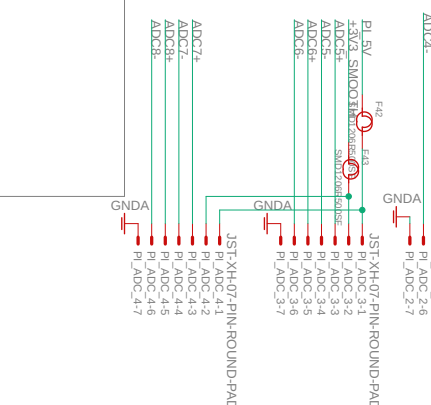 ADC8-
ADC8+
ADC7-
ADC7+
ADC6-
ADC6+
ADC5-
ADC5+
+3V3_SMOOTH
PI_5V
ADC4-
F42
F43
SMD1206P500SF
GNDA
GNDA
GNDA
PI_ADC_4-7
PI_ADC_4-6
PI_ADC_4-5
PI_ADC_4-4
PI_ADC_4-3
PI_ADC_4-2
PI_ADC_4-1
JST-XH-07-PIN-ROUND-PAD
PI_ADC_3-7
PI_ADC_3-6
PI_ADC_3-5
PI_ADC_3-4
PI_ADC_3-3
PI_ADC_3-2
PI_ADC_3-1
JST-XH-07-PIN-ROUND-PAD
PI_ADC_2-7
PI_ADC_2-6